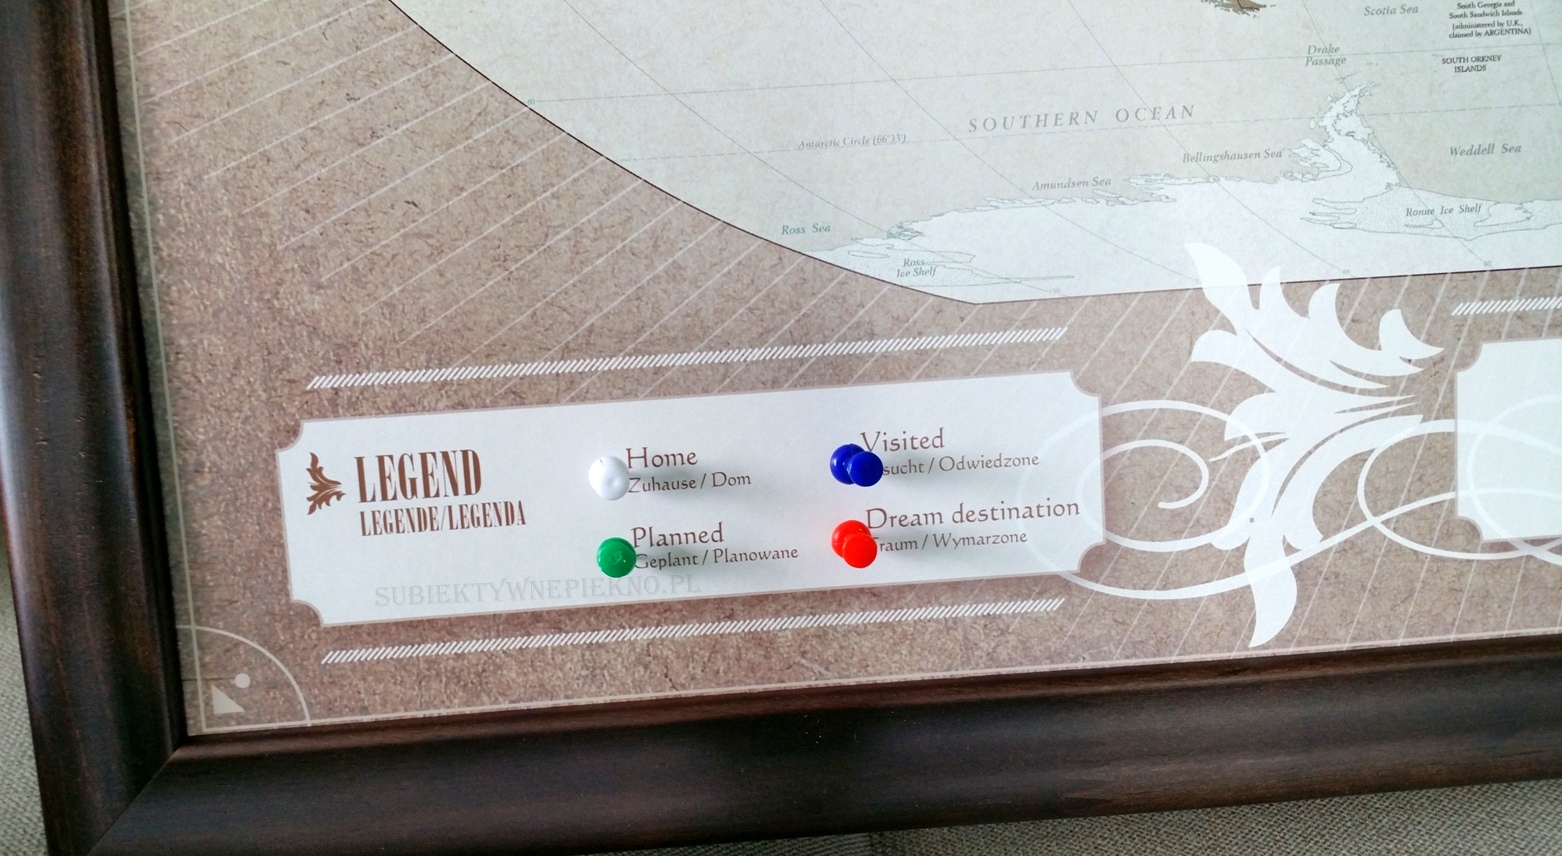 Scotia Sea
South Georgia and
South Sandwich Islands
(administered by U.K.,
claimed by ARGENTINA)
Drake
Passage
SOUTH ORKNEY
ISLANDS
SOUTHERN OCEAN
Antarctic Circle (66°33')
Bellingshausen Sea
Weddell Sea
Amundsen Sea
Ronne Ice Shelf
Ross Sea
Ross
Ice Shelf
LEGEND
LEGENDE/LEGENDA
Home
Zuhause / Dom
Planned
Geplant / Planowane
Visited
sucht / Odwiedzone
Dream destination
Traum / Wymarzone
SUBIEKTYWNEPIEKNO.PL